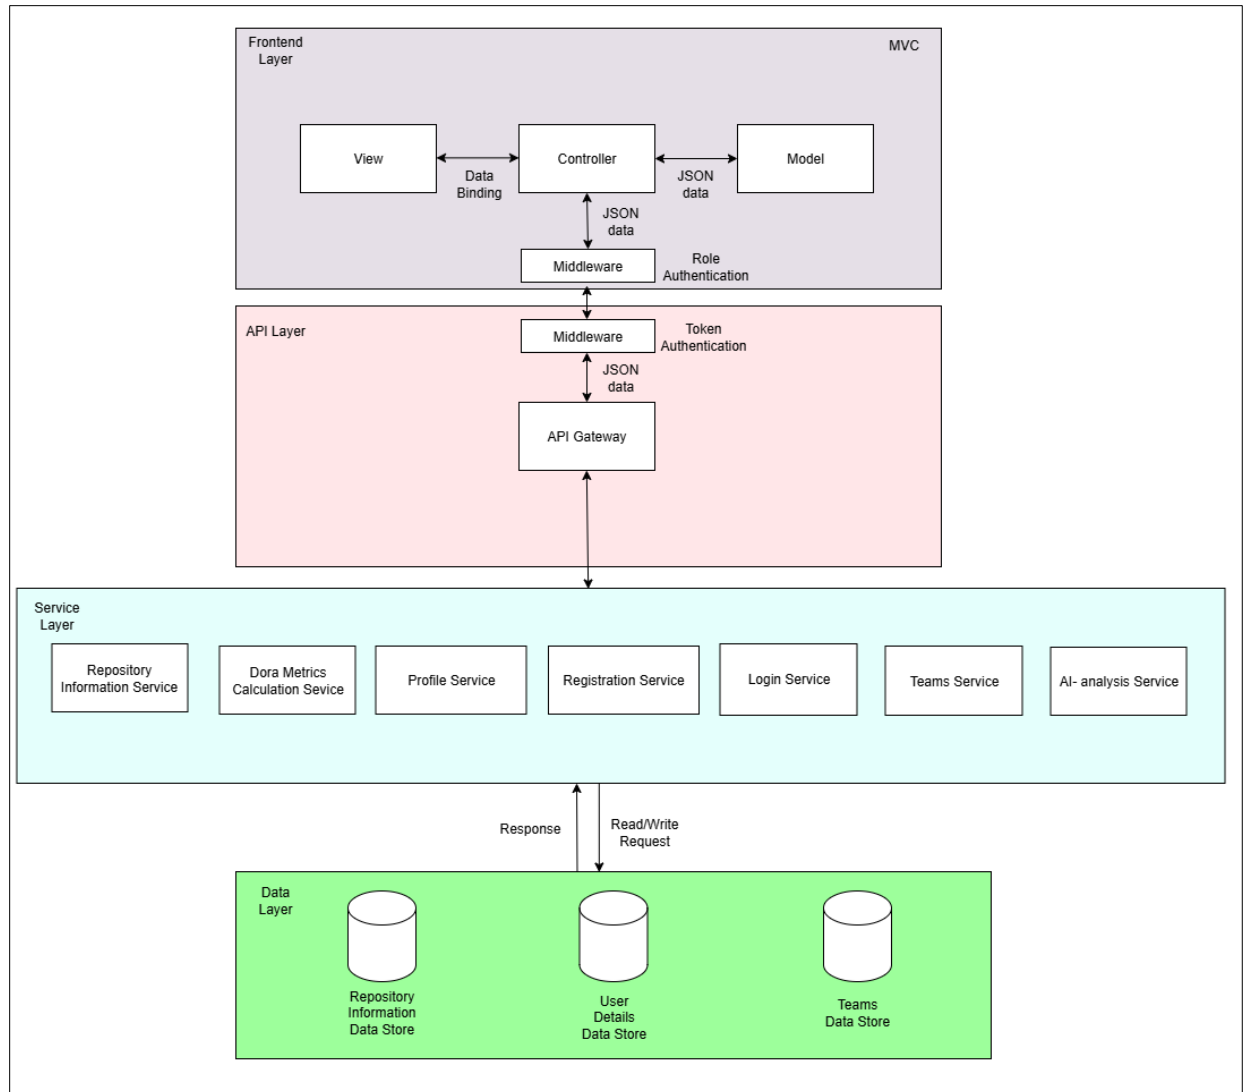 Frontend
Layer
MVC
View
Controller
Model
Data
Binding
JSON
data
JSON
data
Middleware
Role
Authentication
API Layer
Middleware
Token
Authentication
JSON
data
API Gateway
Service
Layer
Repository
Information Service
Dora Metrics
Calculation Sevice
Profile Service
Registration Service
Login Service
Teams Service
AI- analysis Service
Response
Read/Write
Request
Data
Layer
Repository
Information
Data Store
User
Details
Data Store
Teams
Data Store